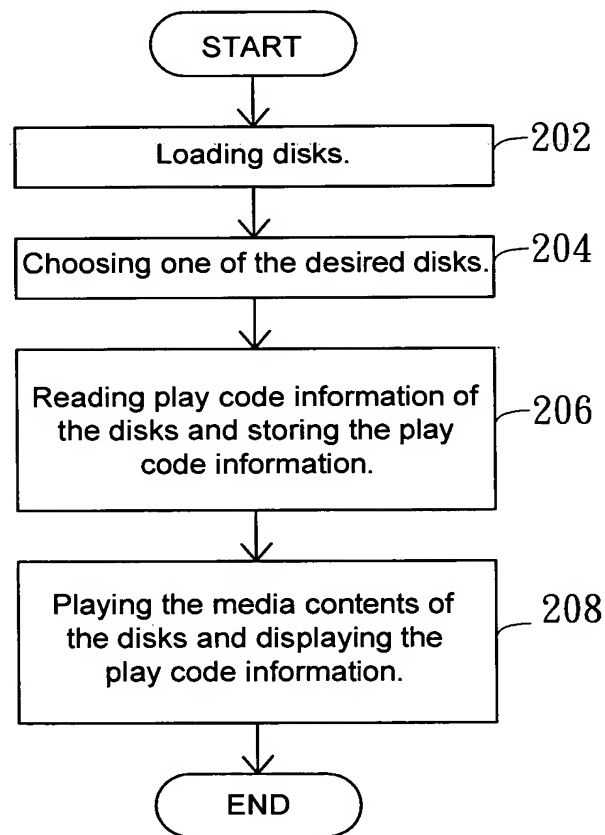 START
Loading disks.
202
Choosing one of the desired disks.
204
Reading play code information of
the disks and storing the play
code information.
206
Playing the media contents of
the disks and displaying the
play code information.
208
END